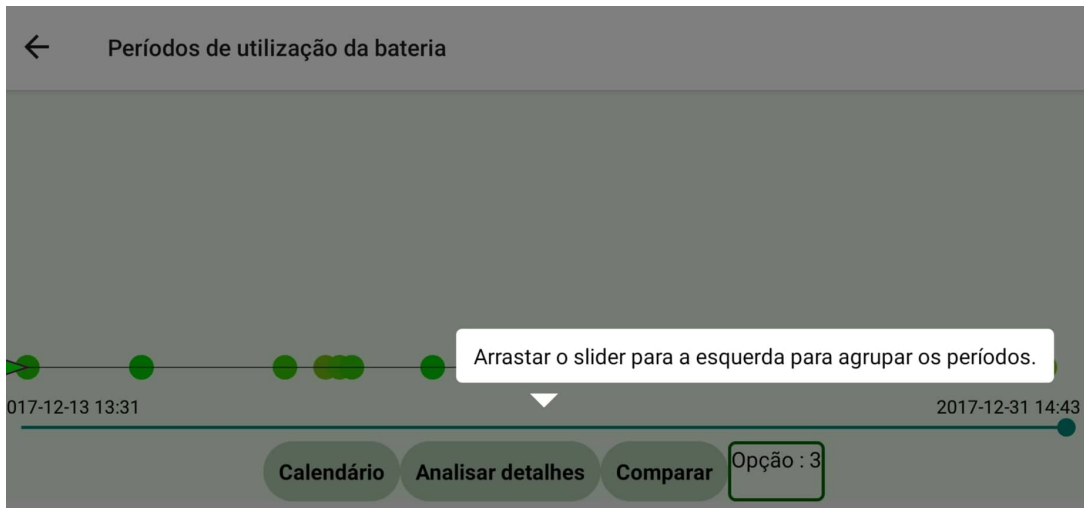 Períodos de utilização da bateria
Arrastar o slider para a esquerda para agrupar os períodos.
017-12-13 13:31
2017-12-31 14:43
Calendário
Analisar detalhes
Comparar
Opção : 3